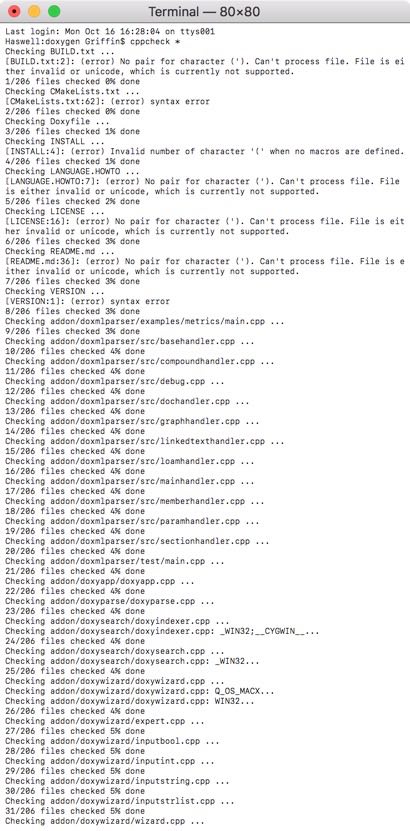 Terminal — 80×80
Last login: Mon Oct 16 16:28:04 on ttys001
Haswell:doxygen Griffin$ cppcheck *
Checking BUILD.txt ...
[BUILD.txt:2]: (error) No pair for character ('). Can't process file. File is ei
ther invalid or unicode, which is currently not supported.
1/206 files checked 0% done
Checking CMakeLists.txt ...
[CMakeLists.txt:62]: (error) syntax error
2/206 files checked 0% done
Checking Doxyfile ...
3/206 files checked 1% done
Checking INSTALL ...
[INSTALL:4]: (error) Invalid number of character '(' when no macros are defined.
4/206 files checked 1% done
Checking LANGUAGE.HOWTO ...
[LANGUAGE.HOWTO:7]: (error) No pair for character ('). Can't process file. File 
is either invalid or unicode, which is currently not supported.
5/206 files checked 2% done
Checking LICENSE ...
[LICENSE:16]: (error) No pair for character ('). Can't process file. File is eit
her invalid or unicode, which is currently not supported.
6/206 files checked 3% done
Checking README.md ...
[README.md:36]: (error) No pair for character ('). Can't process file. File is e
ither invalid or unicode, which is currently not supported.
7/206 files checked 3% done
Checking VERSION ...
[VERSION:1]: (error) syntax error
8/206 files checked 3% done
Checking addon/doxmlparser/examples/metrics/main.cpp ...
9/206 files checked 3% done
Checking addon/doxmlparser/src/basehandler.cpp ...
10/206 files checked 4% done
Checking addon/doxmlparser/src/compoundhandler.cpp ...
11/206 files checked 4% done
Checking addon/doxmlparser/src/debug.cpp ...
12/206 files checked 4% done
Checking addon/doxmlparser/src/dochandler.cpp ...
13/206 files checked 4% done
Checking addon/doxmlparser/src/graphhandler.cpp ...
14/206 files checked 4% done
Checking addon/doxmlparser/src/linkedtexthandler.cpp ...
15/206 files checked 4% done
Checking addon/doxmlparser/src/loamhandler.cpp ...
16/206 files checked 4% done
Checking addon/doxmlparser/src/mainhandler.cpp ...
17/206 files checked 4% done
Checking addon/doxmlparser/src/memberhandler.cpp ...
18/206 files checked 4% done
Checking addon/doxmlparser/src/paramhandler.cpp ...
19/206 files checked 4% done
Checking addon/doxmlparser/src/sectionhandler.cpp ...
20/206 files checked 4% done
Checking addon/doxmlparser/test/main.cpp ...
21/206 files checked 4% done
Checking addon/doxyapp/doxyapp.cpp ...
22/206 files checked 4% done
Checking addon/doxyparse/doxyparse.cpp ...
23/206 files checked 4% done
Checking addon/doxysearch/doxyindexer.cpp ...
Checking addon/doxysearch/doxyindexer.cpp: _WIN32;__CYGWIN__...
24/206 files checked 4% done
Checking addon/doxysearch/doxysearch.cpp ...
Checking addon/doxysearch/doxysearch.cpp: _WIN32...
25/206 files checked 4% done
Checking addon/doxywizard/doxywizard.cpp ...
Checking addon/doxywizard/doxywizard.cpp: Q_OS_MACX...
Checking addon/doxywizard/doxywizard.cpp: WIN32...
26/206 files checked 4% done
Checking addon/doxywizard/expert.cpp ...
27/206 files checked 5% done
Checking addon/doxywizard/inputbool.cpp ...
28/206 files checked 5% done
Checking addon/doxywizard/inputint.cpp ...
29/206 files checked 5% done
Checking addon/doxywizard/inputstring.cpp ...
30/206 files checked 5% done
Checking addon/doxywizard/inputstrlist.cpp ...
31/206 files checked 5% done
Checking addon/doxywizard/wizard.cpp ...